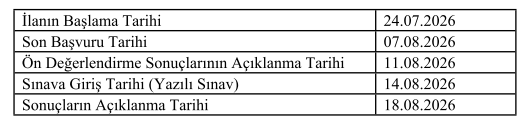 İlanın Başlama Tarihi 24.07.2026
Son Başvuru Tarihi 07.08.2026
Ön Değerlendirme Sonuçlarının Açıklanma Tarihi 11.08.2026
Sınava Giriş Tarihi (Yazılı Sınav) 14.08.2026
Sonuçların Açıklanma Tarihi 18.08.2026